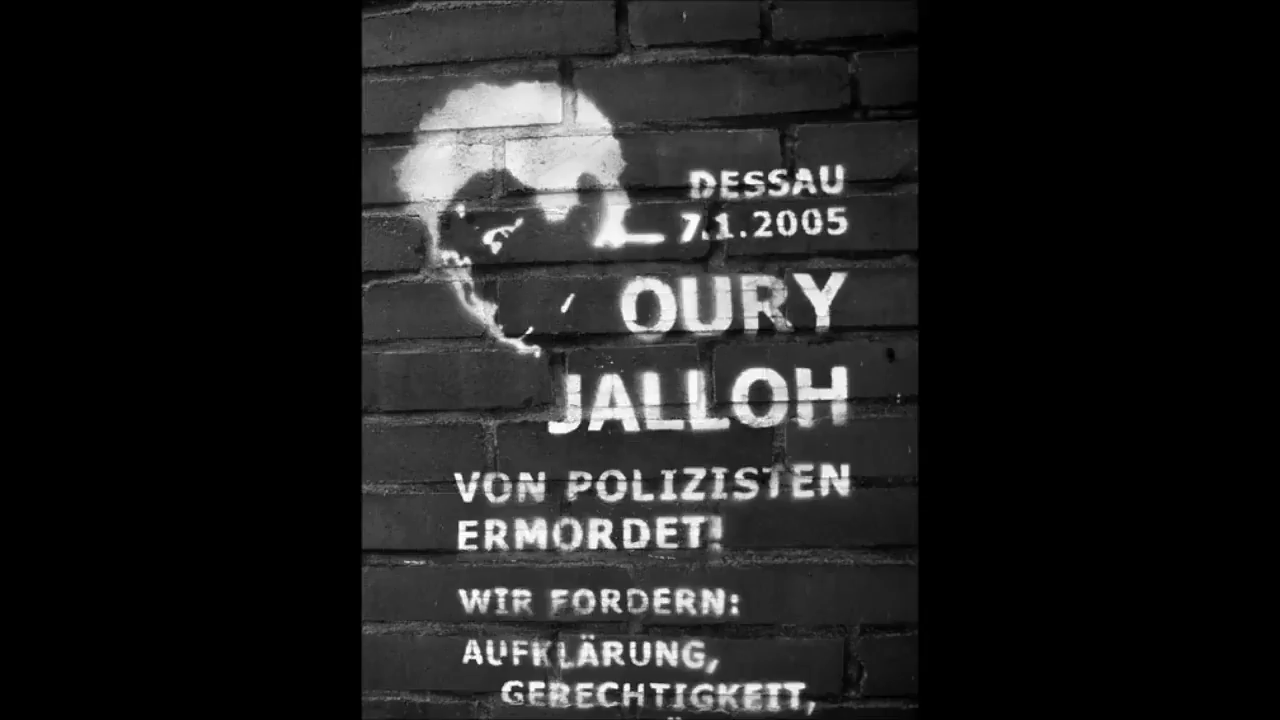 DESSAU
7.1.2005
OURY
JALLOH
VON POLIZISTEN
ERMORDET!
WIR FORDERN:
AUFKLÄRUNG,
GERECHTIGKEIT,